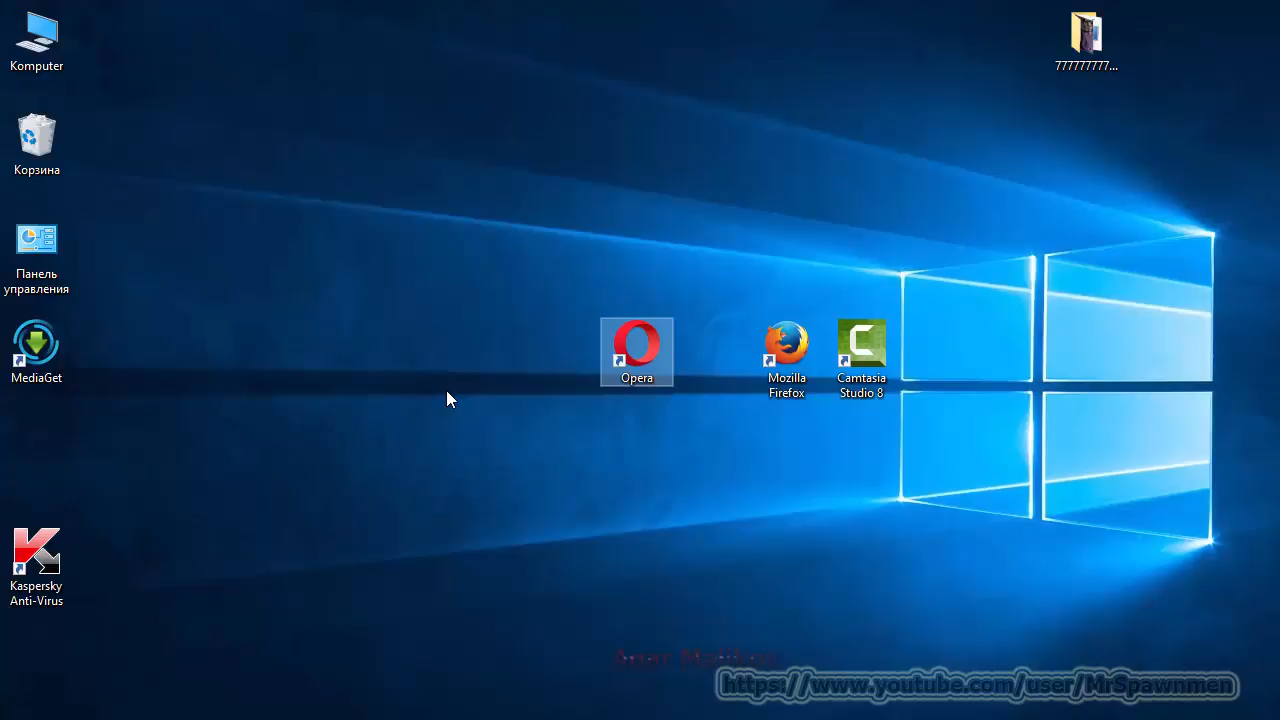 Komputer
777777777...
Корзина
Панель
управления
MediaGet
Opera
Mozilla
Firefox
Camtasia
Studio 8
Kaspersky
Anti-Virus
https://www.youtube.com/user/MrSpawnmen